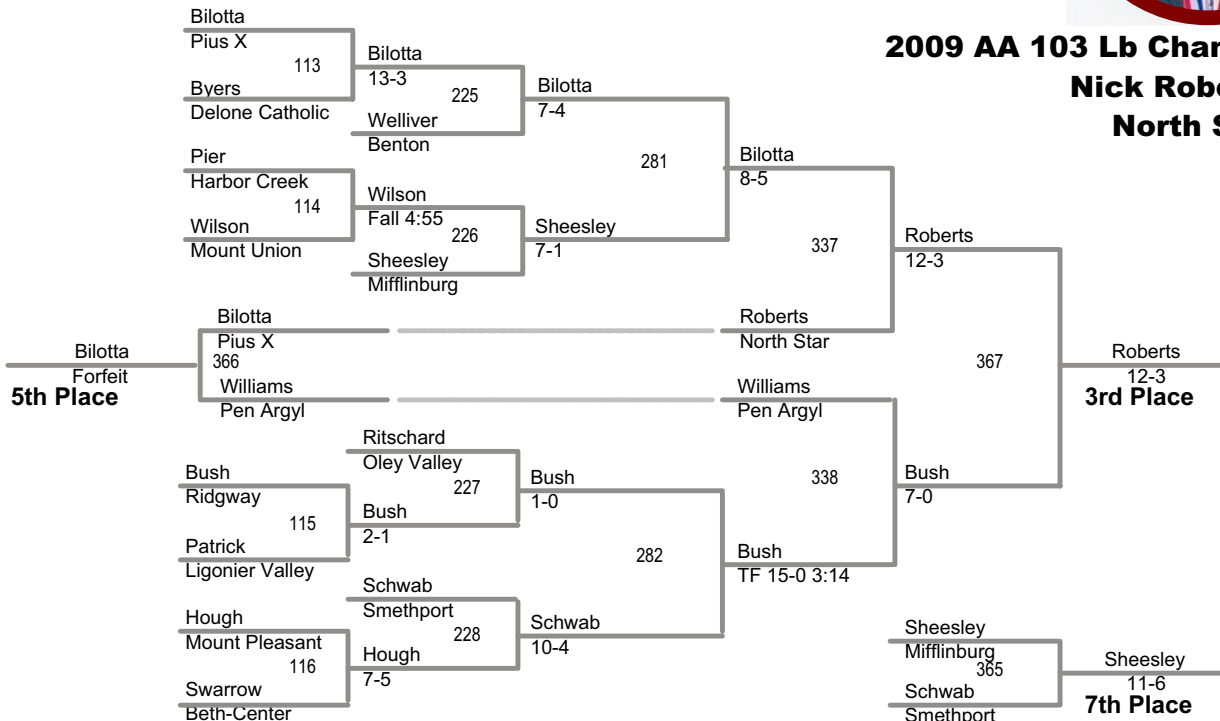 Bilotta
Pius X
113
Byers
Delone Catholic
Bilotta
13-3
225
Welliver
Benton
Bilotta
7-4
2009 AA 103 Lb
Nick
North
Pier
Harbor Creek
114
Wilson
Mount Union
Wilson
Fall 4:55
226
Sheesley
Mifflinburg
Sheesley
7-1
281
Bilotta
8-5
337
Roberts
12-3
Bilotta
Pius X
366
Williams
Pen Argyl
Bilotta
Forfeit
5th Place
Roberts
North Star
367
Williams
Pen Argyl
Roberts
12-3
3rd Place
Ritschard
Oley Valley
227
Bush
Ridgway
115
Patrick
Ligonier Valley
Bush
2-1
Bush
1-0
338
Bush
7-0
282
Bush
TF 15-0 3:14
Schwab
Smethport
228
Hough
Mount Pleasant
116
Swarrow
Beth-Center
Hough
7-5
Schwab
10-4
Sheesley
Mifflinburg
365
Schwab
Smethport
Sheesley
11-6
7th Place